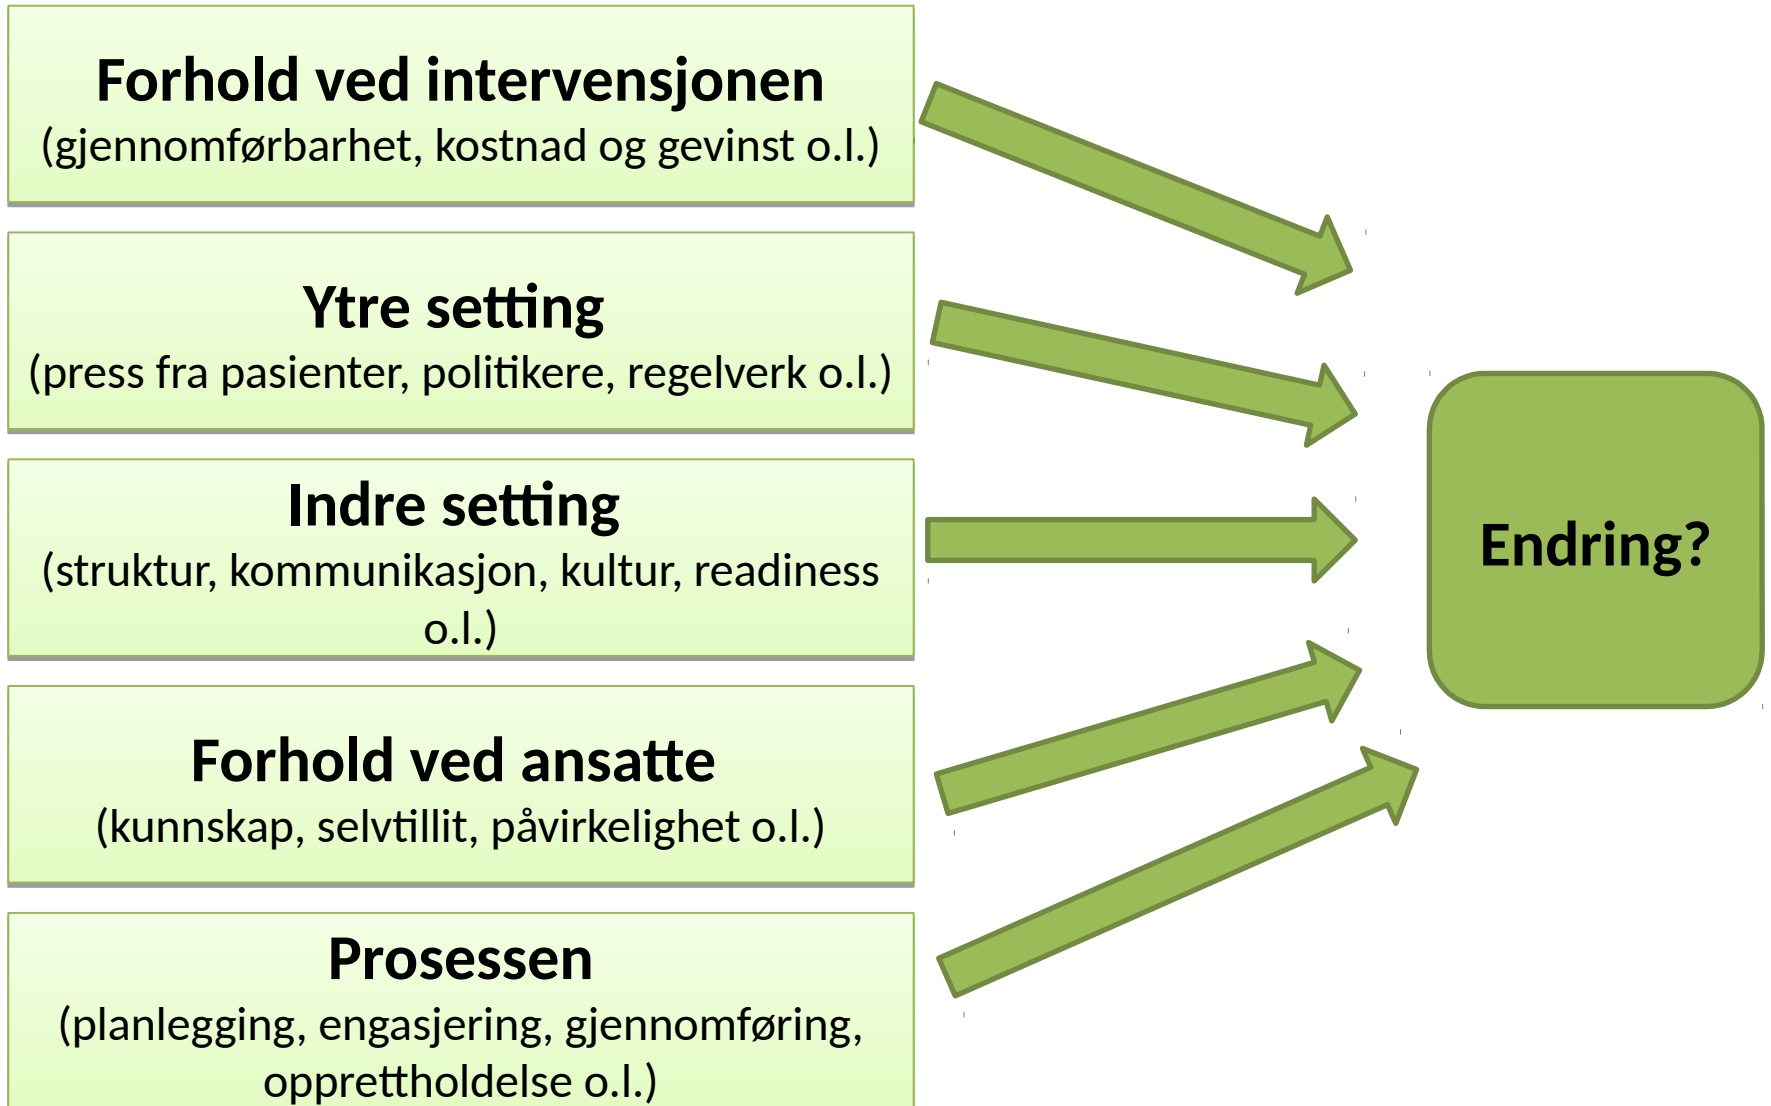 Forhold ved intervensjonen
(gjennomførbarhet, kostnad og gevinst o.l.)
Ytre setting
(press fra pasienter, politikere, regelverk o.l.)
Indre setting
(struktur, kommunikasjon, kultur, readiness
o.l.)
Forhold ved ansatte
(kunnskap, selvtillit, påvirkelighet o.l.)
Prosessen
(planlegging, engasjering, gjennomføring,
opprettholdelse o.l.)
Endring?